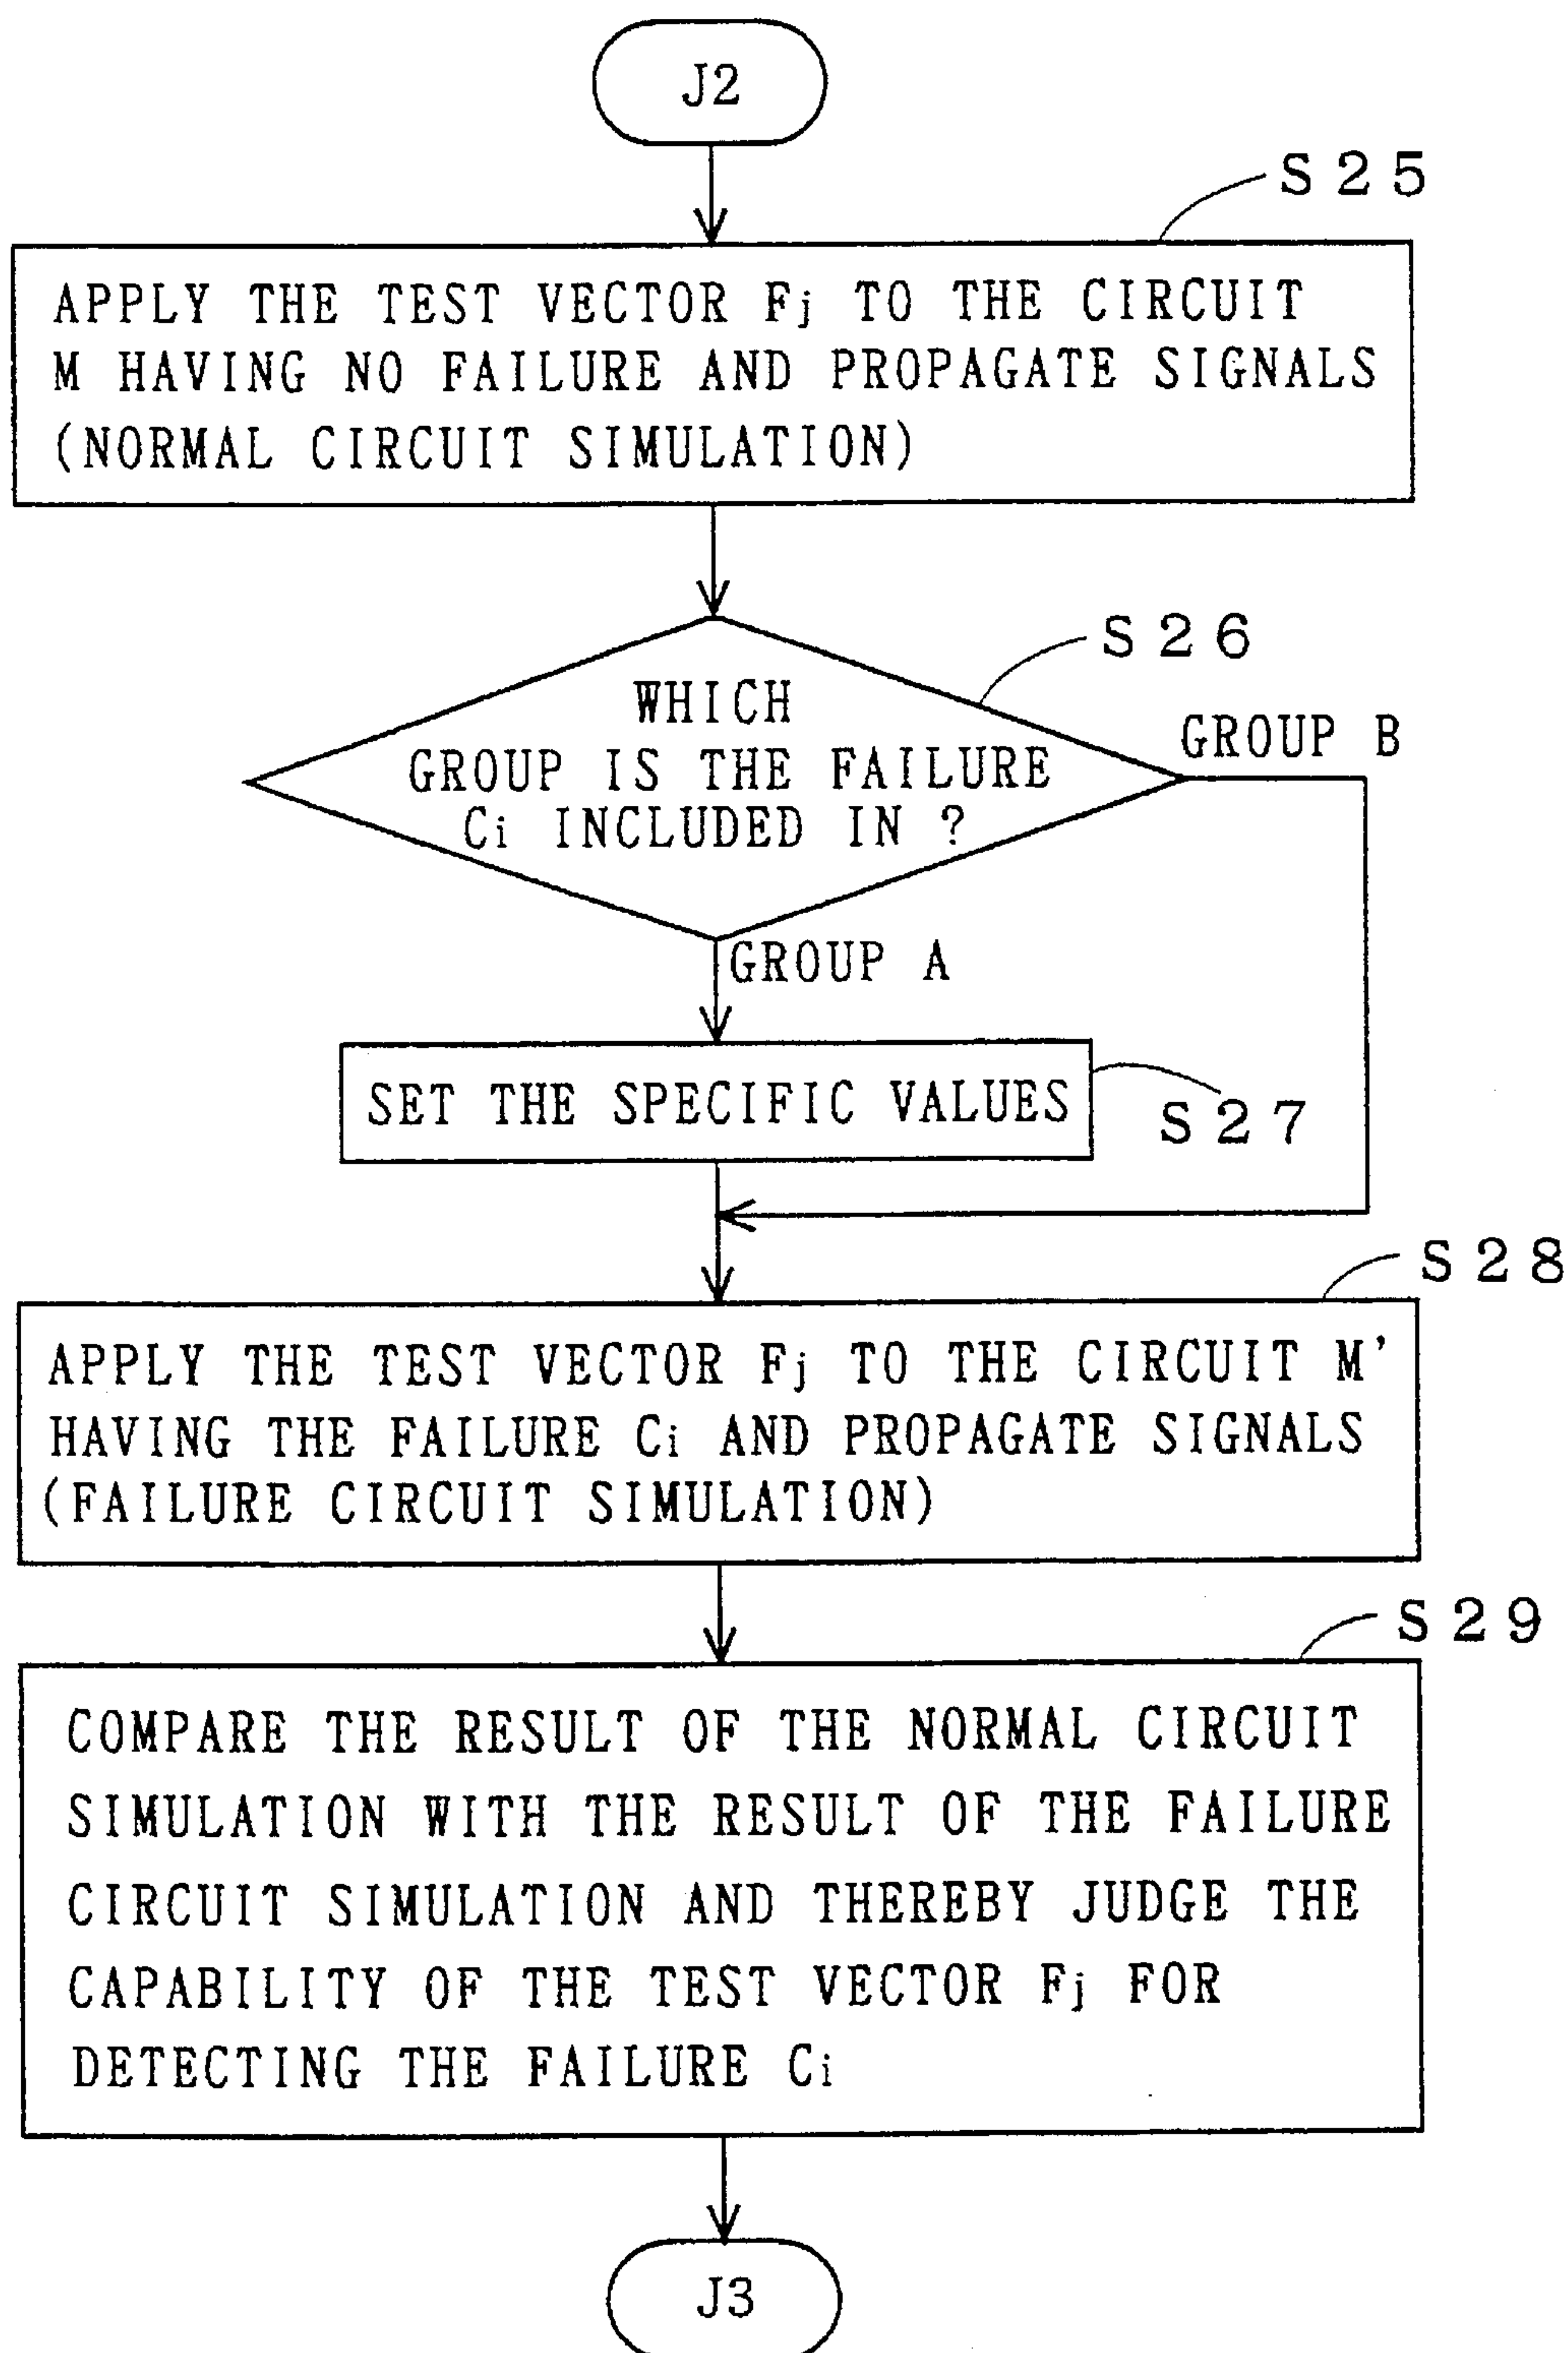 J2
S25
APPLY THE TEST VECTOR Fj TO THE CIRCUIT
M HAVING NO FAILURE AND PROPAGATE SIGNALS
(NORMAL CIRCUIT SIMULATION)
S26
WHICH
GROUP IS THE FAILURE
Ci INCLUDED IN ?
GROUP B
GROUP A
SET THE SPECIFIC VALUES
S27
S28
APPLY THE TEST VECTOR Fj TO THE CIRCUIT M'
HAVING THE FAILURE Ci AND PROPAGATE SIGNALS
(FAILURE CIRCUIT SIMULATION)
S29
COMPARE THE RESULT OF THE NORMAL CIRCUIT
SIMULATION WITH THE RESULT OF THE FAILURE
CIRCUIT SIMULATION AND THEREBY JUDGE THE
CAPABILITY OF THE TEST VECTOR Fj FOR
DETECTING THE FAILURE Ci
J3